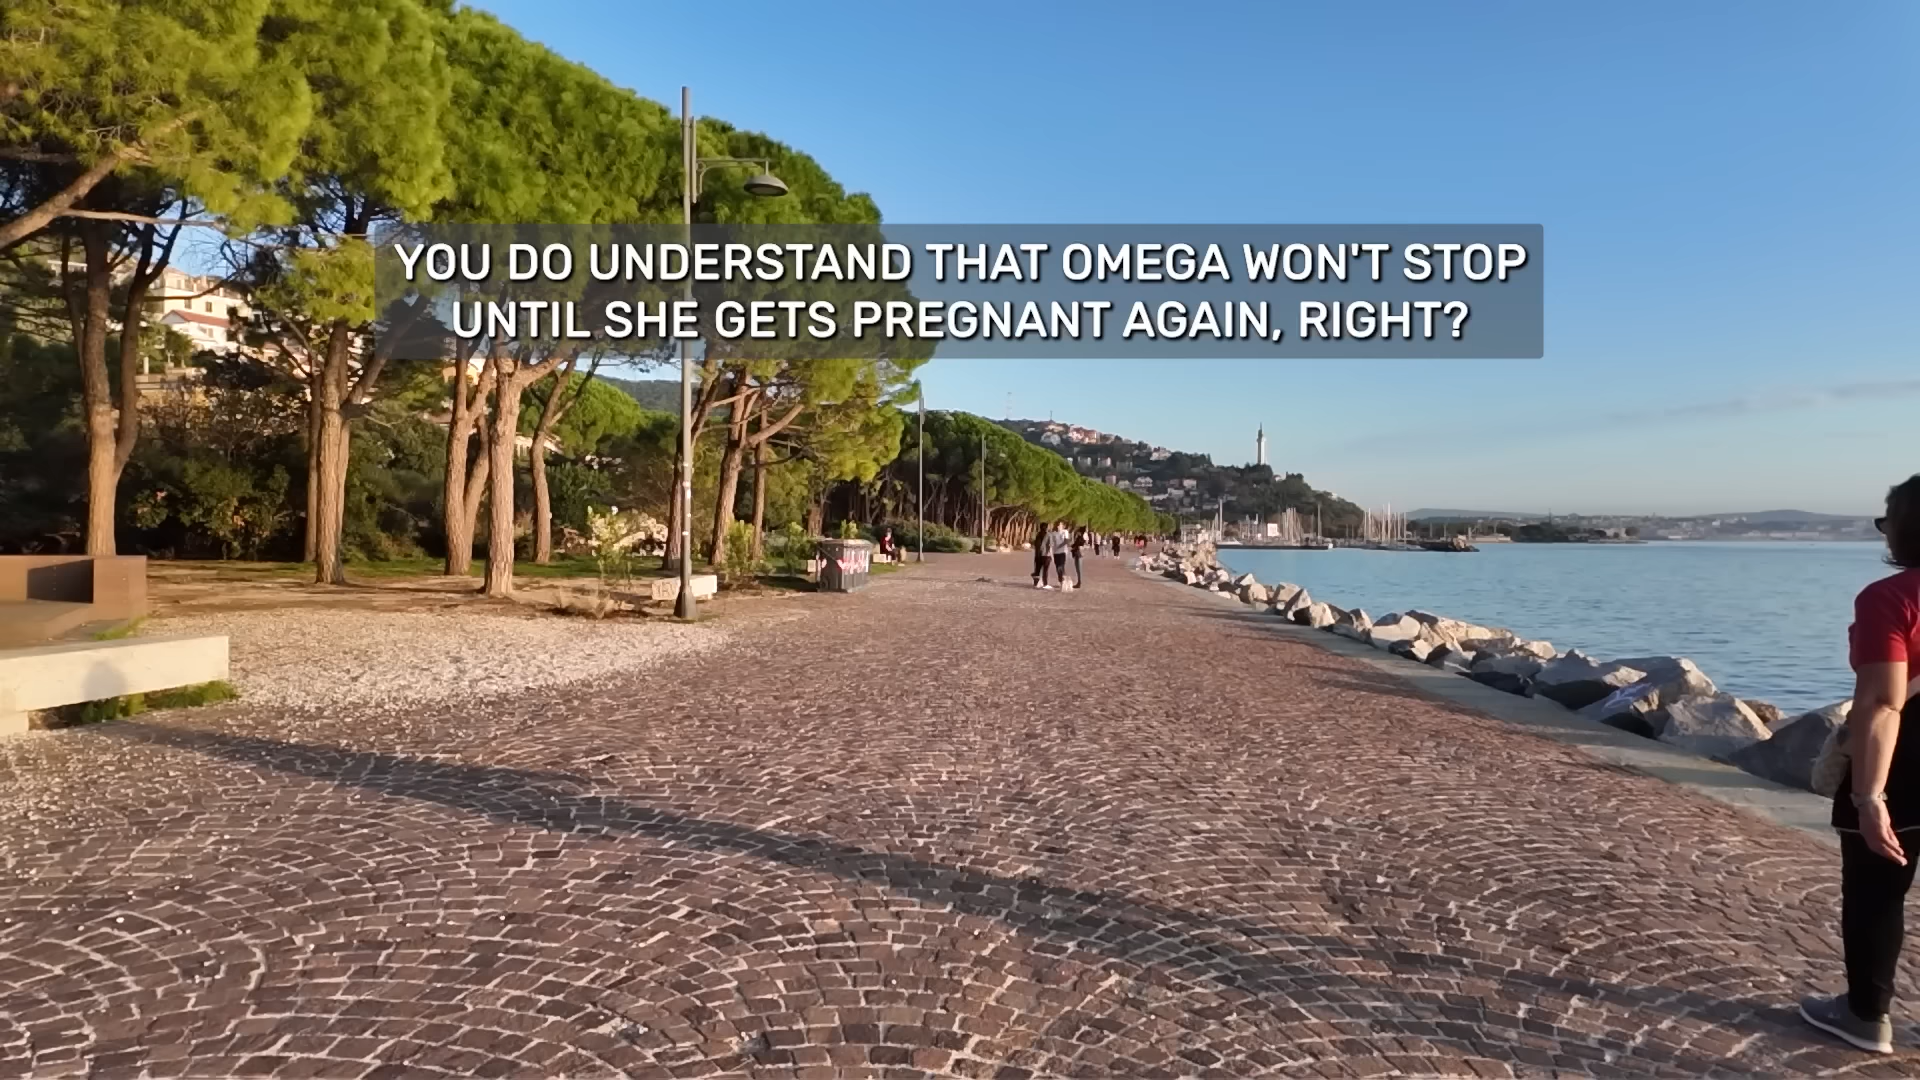 YOU DO UNDERSTAND THAT OMEGA WON'T STOP
UNTIL SHE GETS PREGNANT AGAIN, RIGHT?